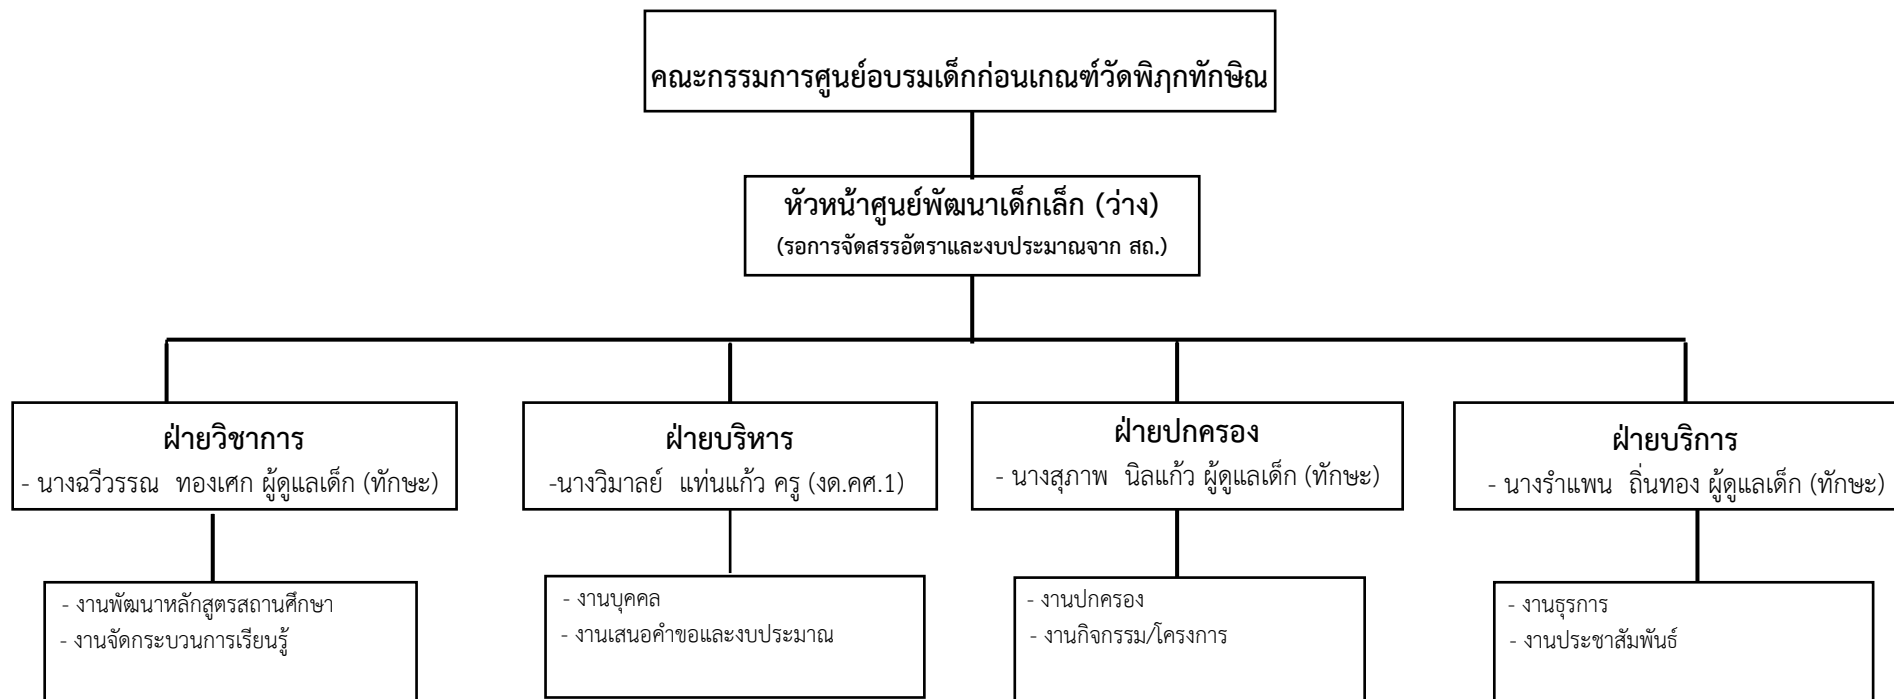 คณะกรรมการศูนย์อบรมเด็กก่อนเกณฑ์วัดพิภุกทักษิณ
หัวหน้าศูนย์พัฒนาเด็กเล็ก (ว่าง)
(รอการจัดสรรอัตราและงบประมาณจาก สถ.)
ฝ่ายวิชาการ
- นางฉวีวรรณ ทองเศก ผู้ดูแลเด็ก (ทักษะ)
ฝ่ายบริหาร
-นางวิมาลย์ แท่นแก้ว ครู (งด.คศ.1)
ฝ่ายปกครอง
- นางสุภาพ นิลแก้ว ผู้ดูแลเด็ก (ทักษะ)
ฝ่ายบริการ
- นางรำแพน ถิ่นทอง ผู้ดูแลเด็ก (ทักษะ)
- งานพัฒนาหลักสูตรสถานศึกษา
- งานจัดกระบวนการเรียนรู้
- งานบุคคล
- งานเสนอคำขอและงบประมาณ
- งานปกครอง
- งานกิจกรรม/โครงการ
- งานธุรการ
- งานประชาสัมพันธ์